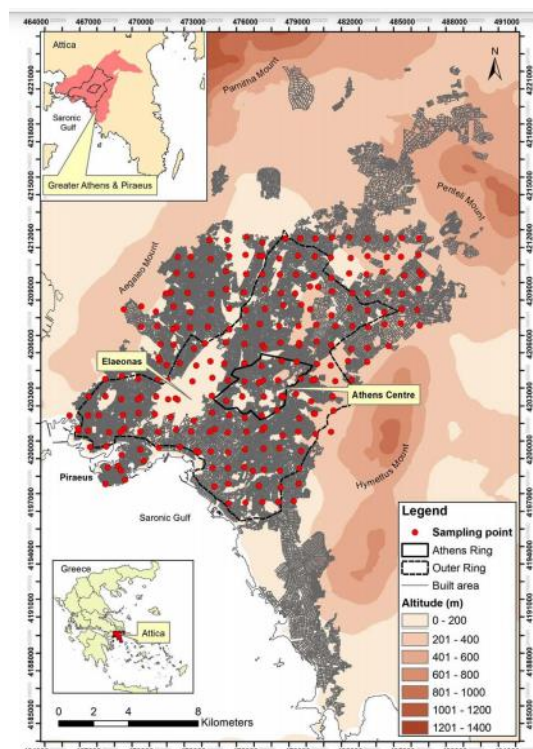 464000 467000 470000 473000 476000 479000 482000 485000 488000 491000
Attica
Saronic Gulf
Greater Athens & Piraeus
N
Parnitha Mount
Penteli Mount
Aegaleo Mount
Elaeonas
Athens Centre
Piraeus
Hymettus Mount
Saronic Gulf
4221000
4218000
4215000
4212000
4209000
4206000
4203000
4200000
4197000
4194000
4191000
4188000
4185000
Greece
Attica
0 2 4 8
Kilometers
Legend
Sampling point
Athens Ring
Outer Ring
Built area
Altitude (m)
0 - 200
201 - 400
401 - 600
601 - 800
801 - 1000
1001 - 1200
1201 - 1400